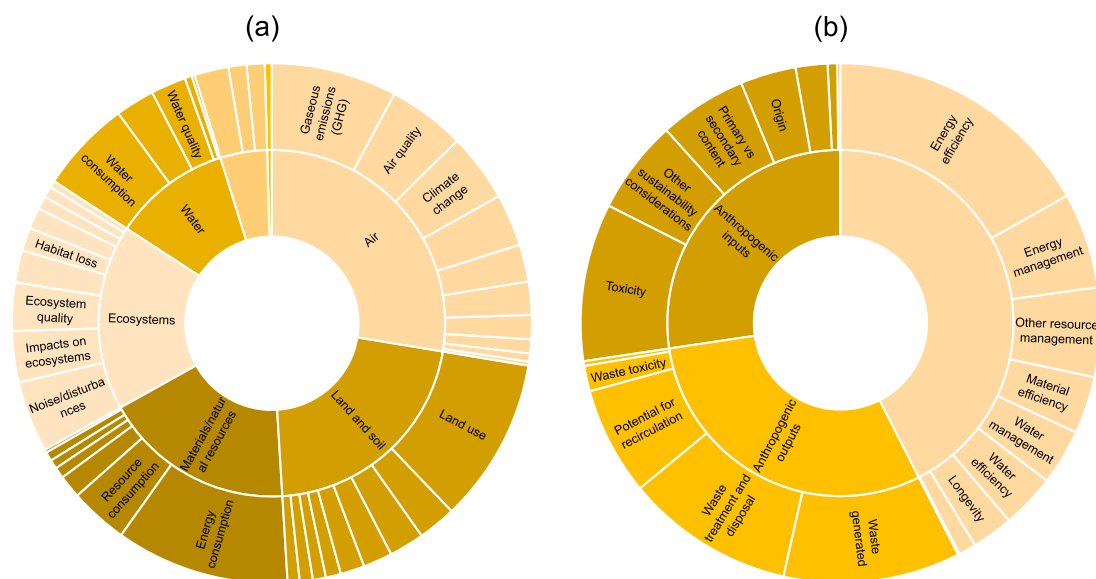 (a)
Gaseous
emissions
(GHG)
Air quality
Climate
change
Air
Land use
Land and soil
Energy
consumption
Resource
consumption
Materials/natur
al resources
Noise/disturba
nces
Impacts on
ecosystems
Ecosystem
quality
Habitat loss
Ecosystems
Water
consumption
Water quality
Water
(b)
Energy
efficiency
Energy
management
Other resource
management
Material
efficiency
Water
management
Water
efficiency
Longevity
Waste
generated
Waste
treatment and
disposal
Potential for
recirculation
Waste toxicity
Anthropogenic
outputs
Toxicity
Other
sustainability
considerations
Primary vs
secondary
content
Origin
Anthropogenic
inputs